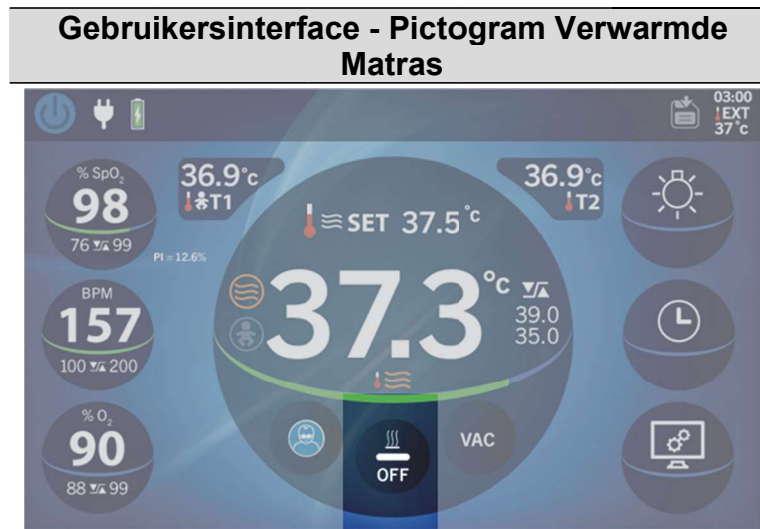 Gebruikersinterface - Pictogram Verwarmde
Matras
03:00
EXT
37°c
% SpO₂
98
76 99
PI = 12.6%
36.9°c
T1
36.9°c
T2
SET 37.5°c
37.3°c
39.0
35.0
BPM
157
100 200
% O₂
90
88 99
OFF
VAC